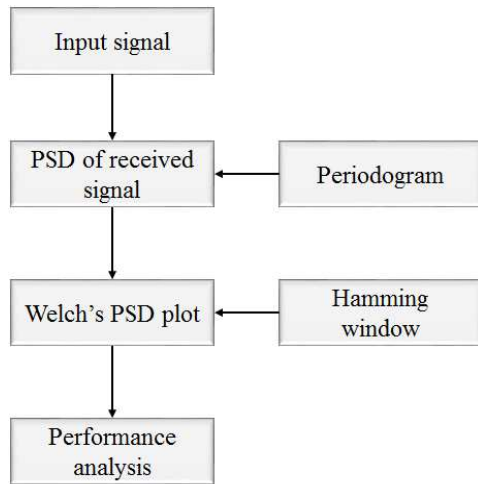 Input signal
PSD of received
signal
Periodogram
Welch's PSD plot
Hamming
window
Performance
analysis